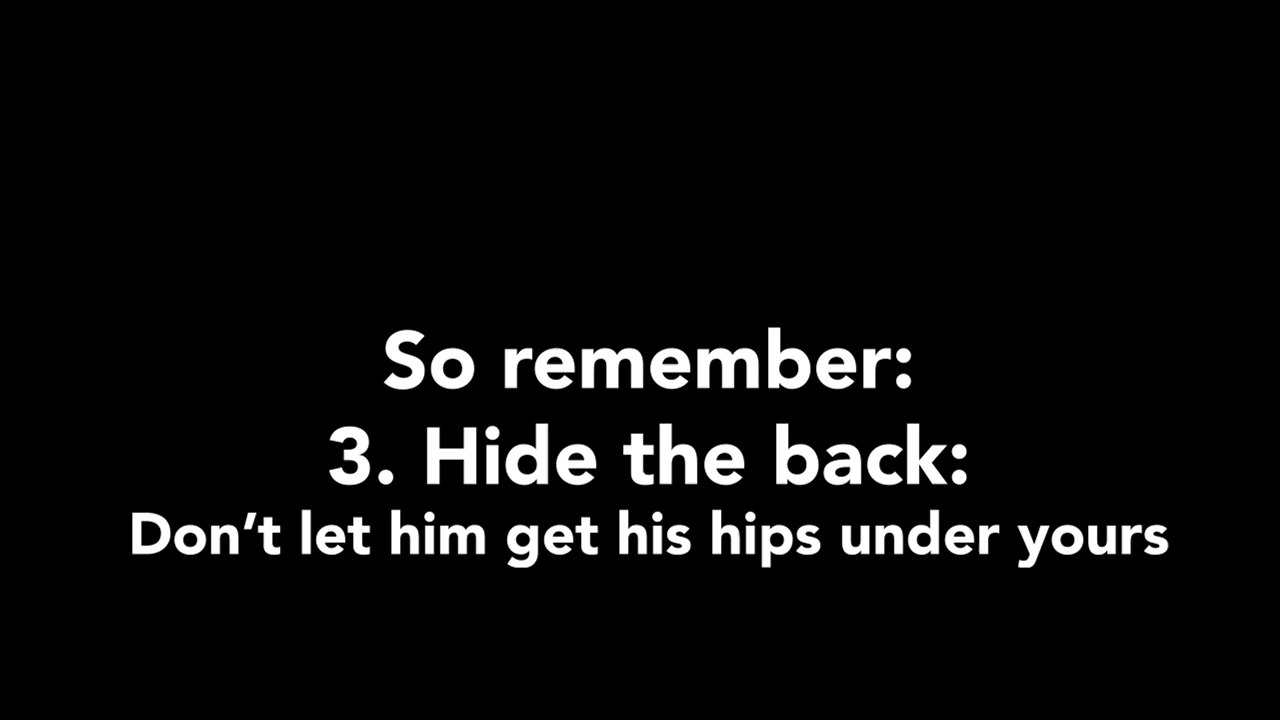 So remember:
3. Hide the back:
Don’t let him get his hips under yours